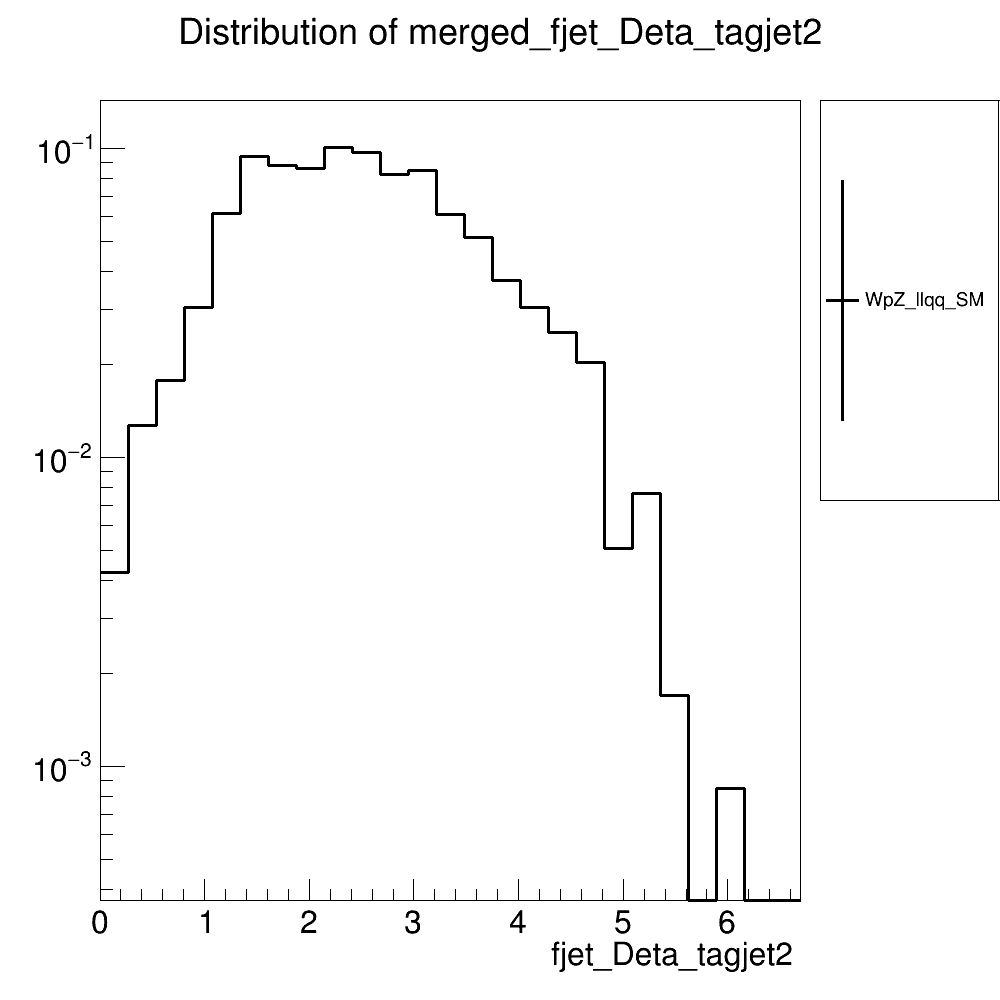 Distribution of merged_fjet_Deta_tagjet2
10−1
10−2
10−3
0 1 2 3 4 5 6
fjet_Deta_tagjet2
WpZ_llqq_SM